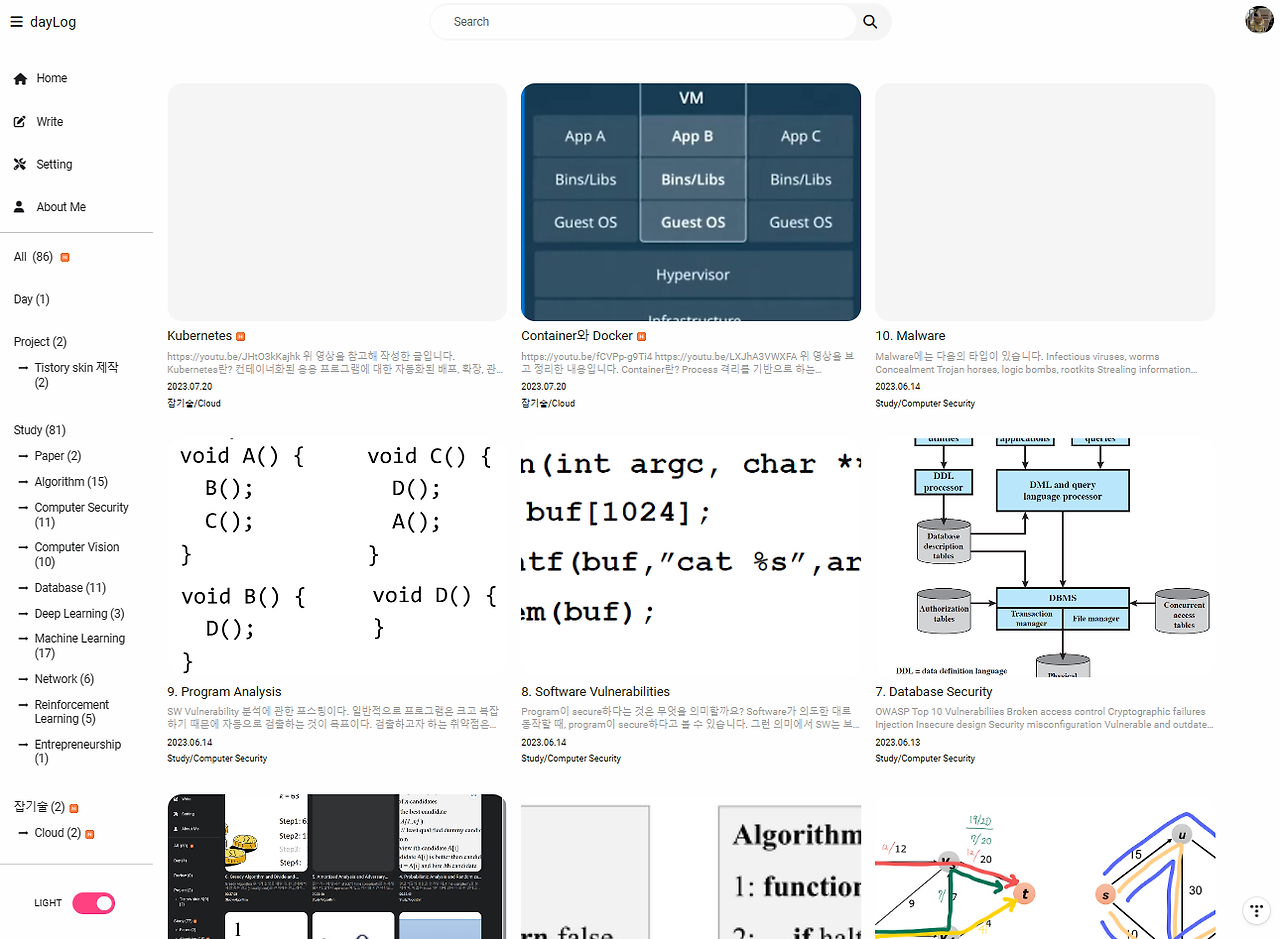 dayLog
Search
Home
Write
Setting
About Me
All (86) N
Day (1)
Project (2)
Tistory skin 제작
(2)
Study (81)
Paper (2)
Algorithm (15)
Computer Security
(11)
Computer Vision
(10)
Database (11)
Deep Learning (3)
Machine Learning
(17)
Network (6)
Reinforcement
Learning (5)
Entrepreneurship
(1)
잡기술 (2) N
Cloud (2) N
LIGHT
Kubernetes N
https://youtu.be/JHtO3kKajhk 위 영상을 참고해 작성한 글입니다.
Kubernetes란? 컨테이너화된 응용 프로그램에 대한 자동화된 배포, 확장, 관...
2023.07.20
잡기술/Cloud
VM
App A App B App C
Bins/Libs Bins/Libs Bins/Libs
Guest OS Guest OS Guest OS
Hypervisor
Infrastructure
Container와 Docker N
https://youtu.be/fCVPp-g9Ti4 https://youtu.be/LXJhA3VWXFA 위 영상을 보
고 정리한 내용입니다. Container란? Process 격리를 기반으로 하는...
2023.07.20
잡기술/Cloud
10. Malware
Malware에는 다음의 타입이 있습니다. Infectious viruses, worms
Concealment Trojan horses, logic bombs, rootkits Strealing information...
2023.06.14
Study/Computer Security
void A() { void C() {
B(); D();
C(); A();
} }
void B() { void D() {
D(); }
}
9. Program Analysis
SW Vulnerability 분석에 관한 포스팅이다. 일반적으로 프로그램은 크고 복잡
하기 때문에 자동으로 검출하는 것이 목표이다. 검출하고자 하는 취약점은...
2023.06.14
Study/Computer Security
n(int argc, char **
buf[1024];
tf(buf,"cat %s",ar
em(buf);
8. Software Vulnerabilities
Program이 secure하다는 것은 무엇을 의미할까요? Software가 의도한 대로
동작할 때, program이 secure하다고 볼 수 있습니다. 그런 의미에서 SW는 보...
2023.06.14
Study/Computer Security
utilities applications queries
DDL
processor
DML and query
language processor
Database
description
tables
DBMS
Transaction
manager
File manager
Authorization
tables
Concurrent
access
tables
DDL = data definition language
Physical
7. Database Security
OWASP Top 10 Vulnerabiliies Broken access control Cryptographic failures
Injection Insecure design Security misconfiguration Vulnerable and outdate...
2023.06.13
Study/Computer Security
Step1: 6
Step2: 1
Step3:
Step4:
the best candidate
Algorithm
1: function
rn false
2: if halt
12
19/20
9/20
20
9
7
4
t
15
u
s
30
10